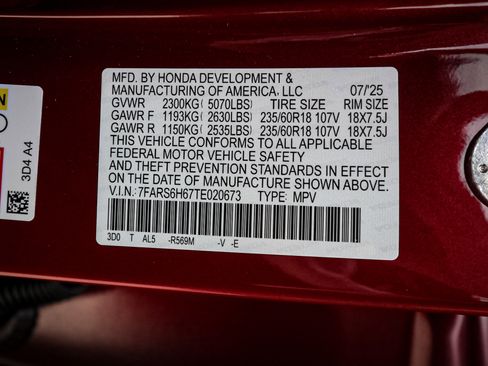 MFD. BY HONDA DEVELOPMENT &
MANUFACTURING OF AMERICA, LLC 07/25
GVWR 2300KG( 5070LBS) TIRE SIZE RIM SIZE
GAWR F 1193KG( 2630LBS) 235/60R18 107V 18X7.5J
GAWR R 1150KG( 2535LBS) 235/60R18 107V 18X7.5J
THIS VEHICLE CONFORMS TO ALL APPLICABLE
FEDERAL MOTOR VEHICLE SAFETY
AND THEFT PREVENTION STANDARDS IN EFFECT
ON THE DATE OF MANUFACTURE SHOWN ABOVE.
V.I.N.: 7FARS6H67TE020673 TYPE: MPV
3D0 T AL5 -R569M -V -E
3D4 A4